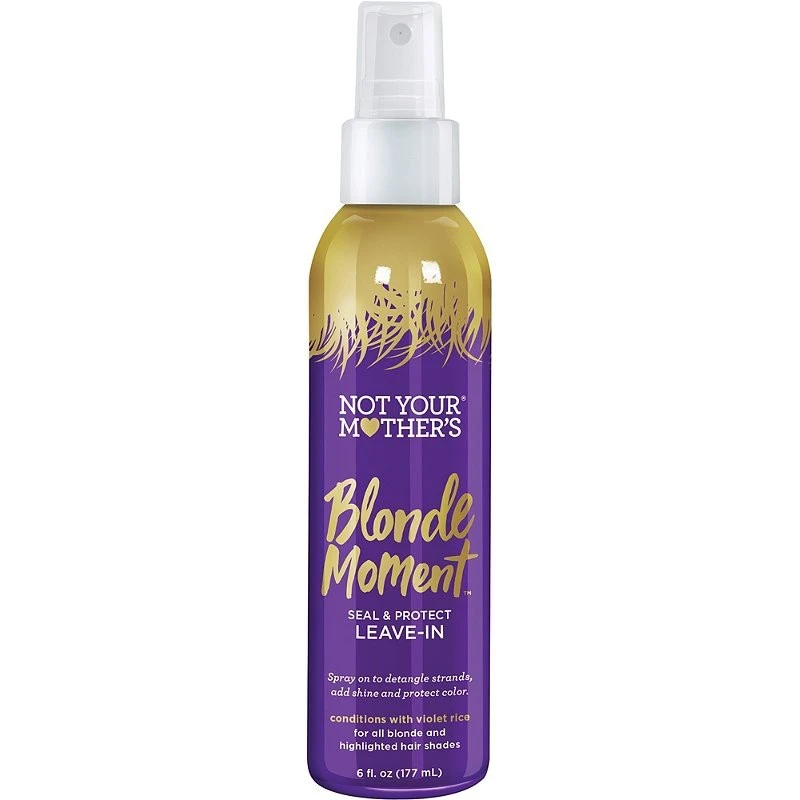 NOT YOUR®
MOTHER'S
Blonde
Moment™
SEAL & PROTECT
LEAVE-IN
Spray on to detangle strands,
add shine and protect color.
conditions with violet rice
for all blonde and
highlighted hair shades
6 fl. oz (177 mL)